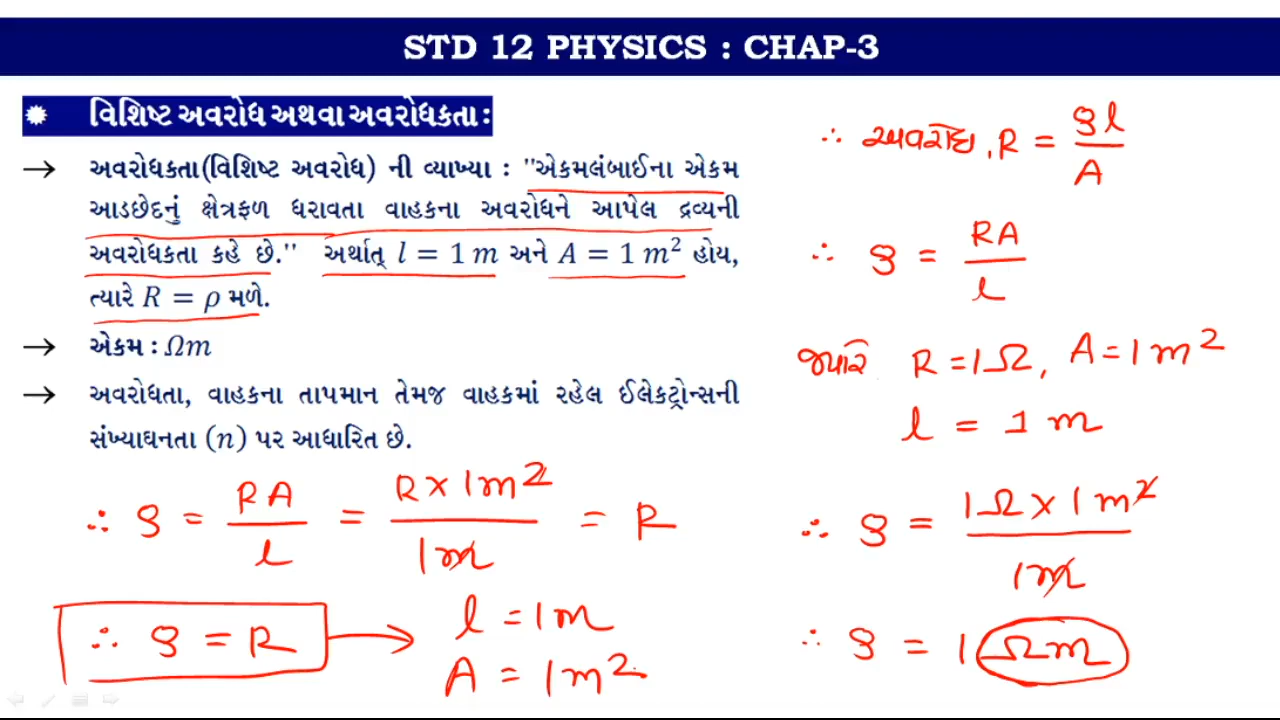 STD 12 PHYSICS : CHAP-3
✹ વિશિષ્ટ અવરોધ અથવા અવરોધકતા :
→ અવરોધકતા(વિશિષ્ટ અવરોધ) ની વ્યાખ્યા : "એકમલંબાઈના એકમ
આડછેદનું ક્ષેત્રફળ ધરાવતા વાહકના અવરોધને આપેલ દ્રવ્યની
અવરોધકતા કહે છે." અર્થાત્ l = 1 m અને A = 1 m² હોય,
ત્યારે R = ρ મળે.
→ એકમ : Ωm
→ અવરોધતા, વાહકના તાપમાન તેમજ વાહકમાં રહેલ ઈલેક્ટ્રોન્સની
સંખ્યાઘનતા (n) પર આધારિત છે.
∴ ρ = RA / l = R × 1m² / 1m = R
∴ ρ = R → l = 1m
A = 1m²
∴ અવરોધ, R = ρl / A
∴ ρ = RA / l
જ્યારે R = 1Ω, A = 1m²
l = 1 m
∴ ρ = 1Ω × 1m² / 1m
∴ ρ = 1 Ωm